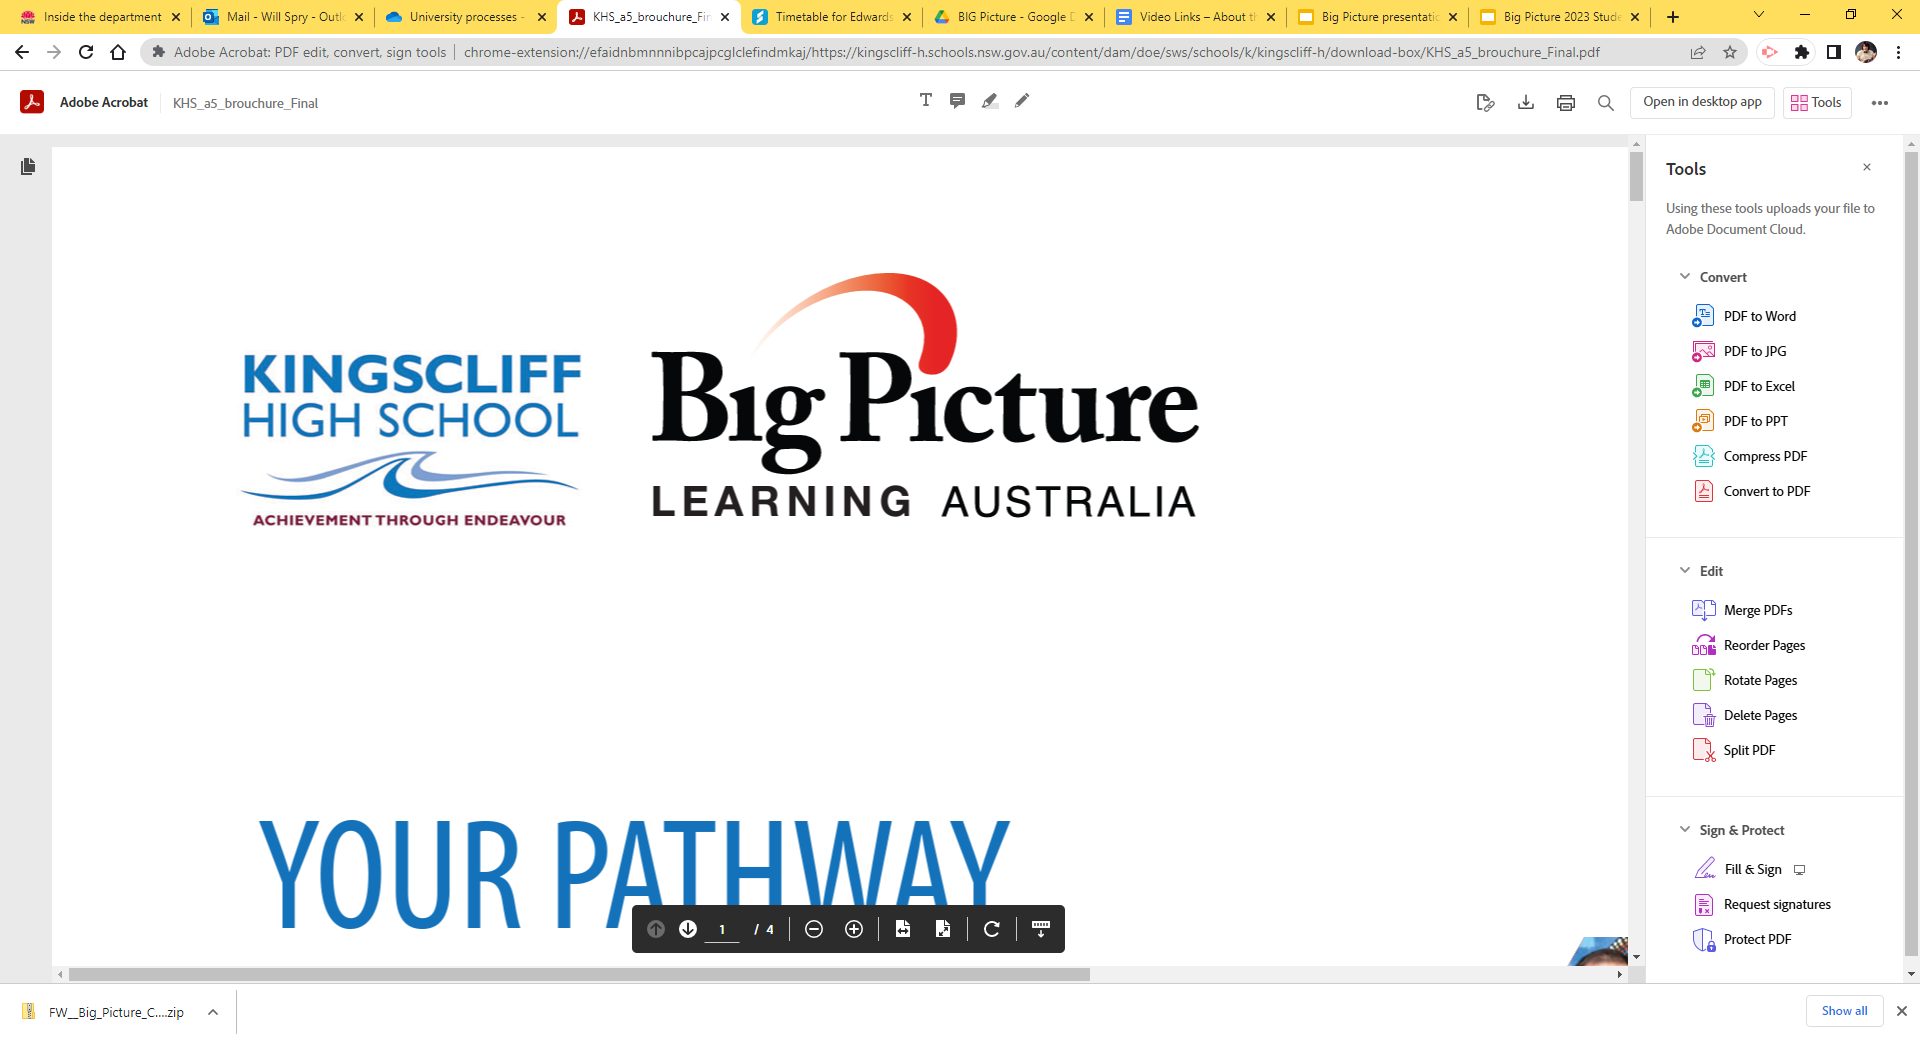 Inside the department
Mail - Will Spry - Outlo
University processes -
KHS_a5_brouchure_Fin
Timetable for Edwards
BIG Picture - Google D
Video Links – About th
Big Picture presentatio
Big Picture 2023 Stude
Adobe Acrobat: PDF edit, convert, sign tools | chrome-extension://efaidnbmnnnibpcajpcglclefindmkaj/https://kingscliff-h.schools.nsw.gov.au/content/dam/doe/sws/schools/k/kingscliff-h/download-box/KHS_a5_brouchure_Final.pdf
Adobe Acrobat
KHS_a5_brouchure_Final
Open in desktop app
Tools
KINGSCLIFF
HIGH SCHOOL
ACHIEVEMENT THROUGH ENDEAVOUR
Big Picture
LEARNING AUSTRALIA
YOUR PATHWAY
1 / 4
Tools
Using these tools uploads your file to
Adobe Document Cloud.
Convert
PDF to Word
PDF to JPG
PDF to Excel
PDF to PPT
Compress PDF
Convert to PDF
Edit
Merge PDFs
Reorder Pages
Rotate Pages
Delete Pages
Split PDF
Sign & Protect
Fill & Sign
Request signatures
Protect PDF
FW__Big_Picture_C....zip
Show all